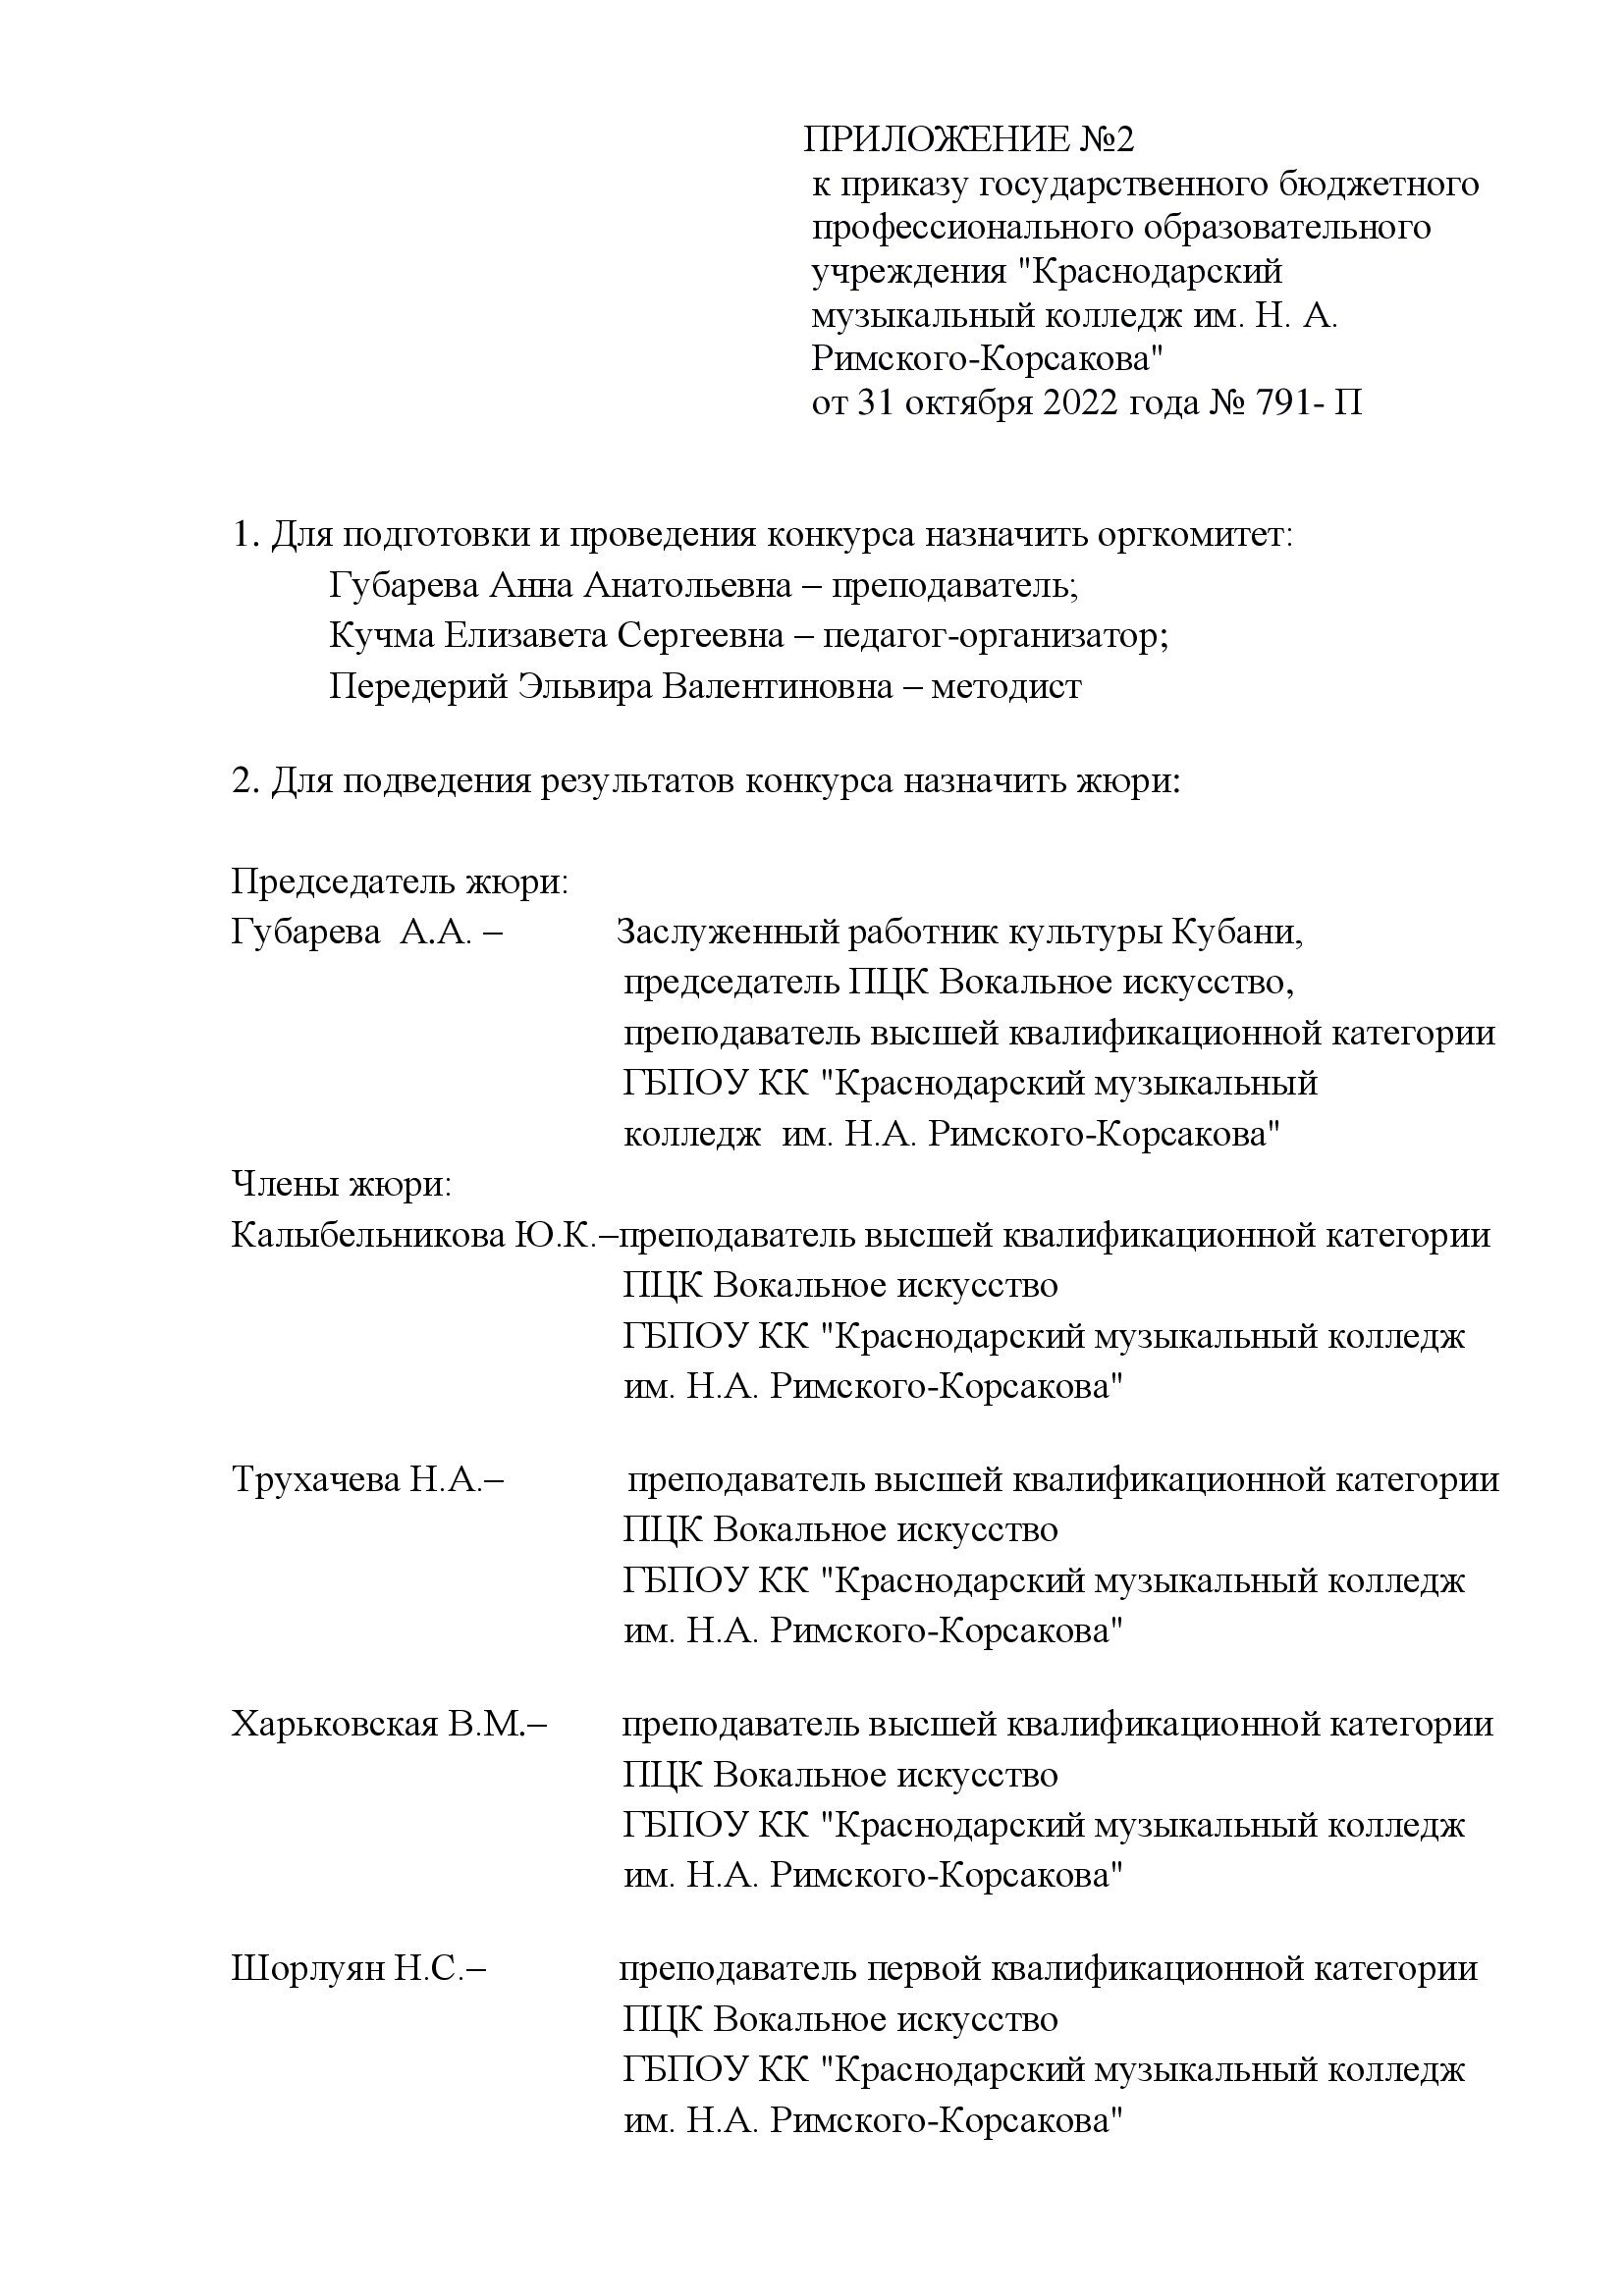 ПРИЛОЖЕНИЕ №2
к приказу государственного бюджетного
профессионального образовательного
учреждения "Краснодарский
музыкальный колледж им. Н. А.
Римского-Корсакова"
от 31 октября 2022 года № 791- П
1. Для подготовки и проведения конкурса назначить оргкомитет:
Губарева Анна Анатольевна – преподаватель;
Кучма Елизавета Сергеевна – педагог-организатор;
Передерий Эльвира Валентиновна – методист
2. Для подведения результатов конкурса назначить жюри:
Председатель жюри:
Губарева А.А. – Заслуженный работник культуры Кубани,
председатель ПЦК Вокальное искусство,
преподаватель высшей квалификационной категории
ГБПОУ КК "Краснодарский музыкальный
колледж им. Н.А. Римского-Корсакова"
Члены жюри:
Калыбельникова Ю.К.–преподаватель высшей квалификационной категории
ПЦК Вокальное искусство
ГБПОУ КК "Краснодарский музыкальный колледж
им. Н.А. Римского-Корсакова"
Трухачева Н.А.– преподаватель высшей квалификационной категории
ПЦК Вокальное искусство
ГБПОУ КК "Краснодарский музыкальный колледж
им. Н.А. Римского-Корсакова"
Харьковская В.М.– преподаватель высшей квалификационной категории
ПЦК Вокальное искусство
ГБПОУ КК "Краснодарский музыкальный колледж
им. Н.А. Римского-Корсакова"
Шорлуян Н.С.– преподаватель первой квалификационной категории
ПЦК Вокальное искусство
ГБПОУ КК "Краснодарский музыкальный колледж
им. Н.А. Римского-Корсакова"